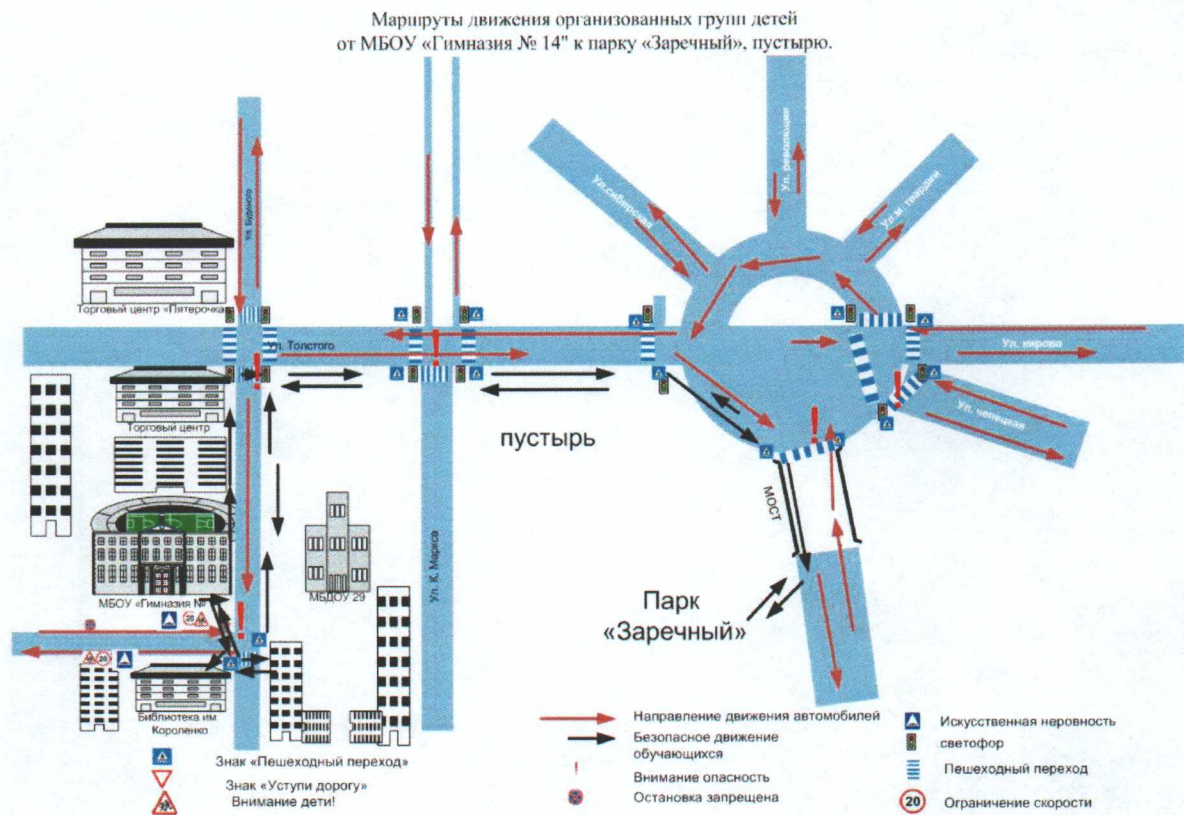 Маршруты движения организованных групп детей
от МБОУ «Гимназия № 14" к парку «Заречный», пустырю.
Ул. Буденого
Ул.сибирская
Ул. революции
Ул м. гвардии
Торговый центр «Пятерочка
Ул. Толстого
Ул. кирова
Торговый центр
пустырь
Ул. чепецкая
мост
МБОУ «Гимназия №
МБДОУ 29
Ул. К. Маркса
Парк
«Заречный»
20
20
Библиотека им.
Короленко
Знак «Пешеходный переход»
Знак «Уступи дорогу»
Внимание дети!
Направление движения автомобилей
Безопасное движение
обучающихся
Внимание опасность
Остановка запрещена
Искусственная неровность
светофор
Пешеходный переход
20
Ограничение скорости